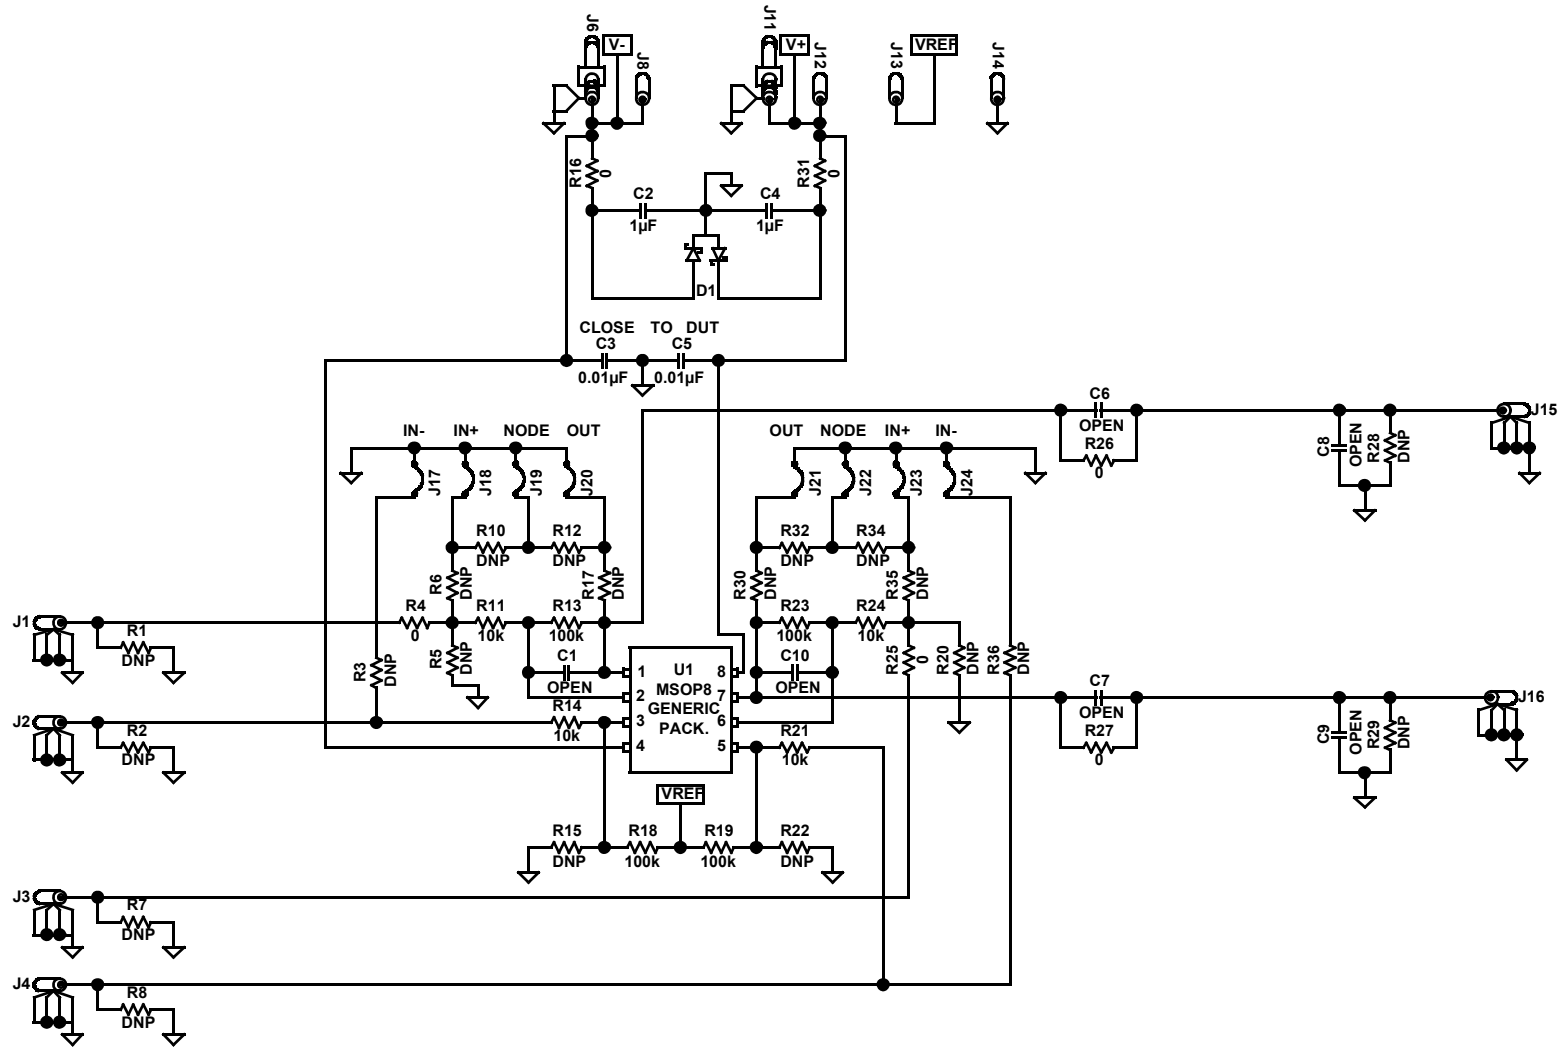 J6
V-
J8
J11
V+
J12
J13
VREF
J14
R16
0
R31
0
C2
1µF
C4
1µF
D1
CLOSE TO DUT
C3
0.01µF
C5
0.01µF
IN-
IN+
NODE
OUT
J17
J18
J19
J20
OUT
NODE
IN+
IN-
J21
J22
J23
J24
C6
OPEN
R26
0
C8
OPEN
R28
DNP
J15
R10
DNP
R12
DNP
R32
DNP
R34
DNP
R6
DNP
R17
DNP
R30
DNP
R35
DNP
J1
R1
DNP
R4
0
R11
10k
R13
100k
R23
100k
R24
10k
R3
DNP
R5
DNP
C1
OPEN
C10
OPEN
R25
0
R20
DNP
R36
DNP
U1
MSOP8
GENERIC
PACK.
1
2
3
4
8
7
6
5
C7
OPEN
R27
0
C9
OPEN
R29
DNP
J16
J2
R2
DNP
R14
10k
R21
10k
VREF
R15
DNP
R18
100k
R19
100k
R22
DNP
J3
R7
DNP
J4
R8
DNP